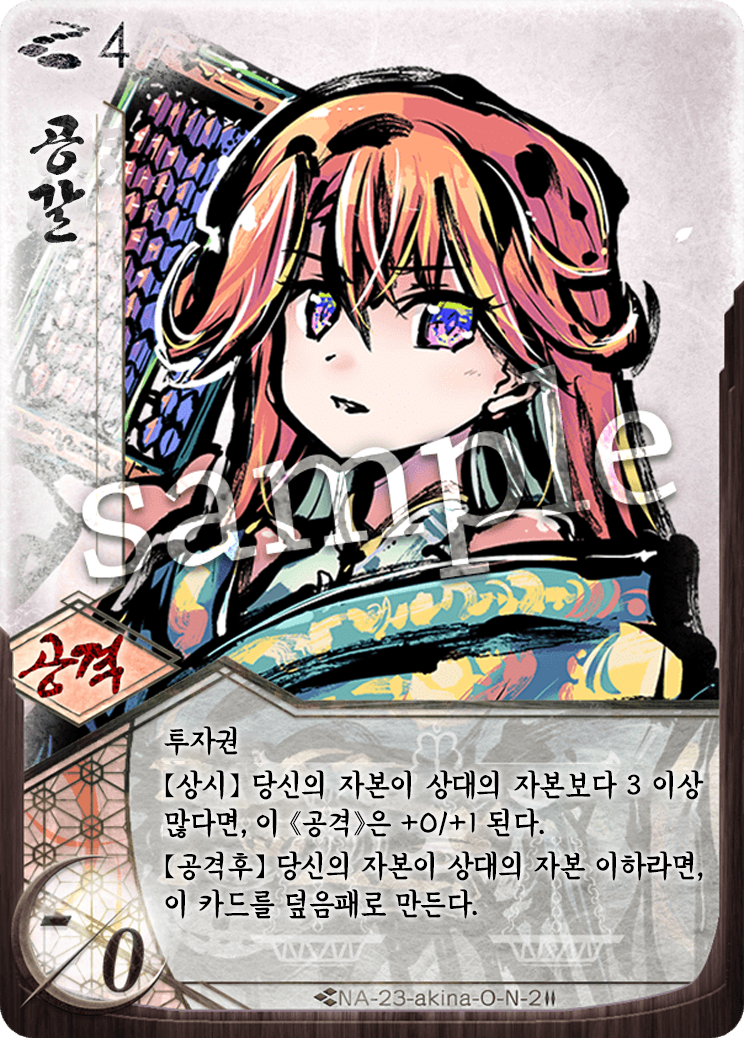 4
공갈
sample
공격
투자권
【상시】 당신의 자본이 상대의 자본보다 3 이상
많다면, 이 《공격》은 +0/+1 된다.
【공격후】 당신의 자본이 상대의 자본 이하라면,
이 카드를 덮음패로 만든다.
-/0
NA-23-akina-O-N-2